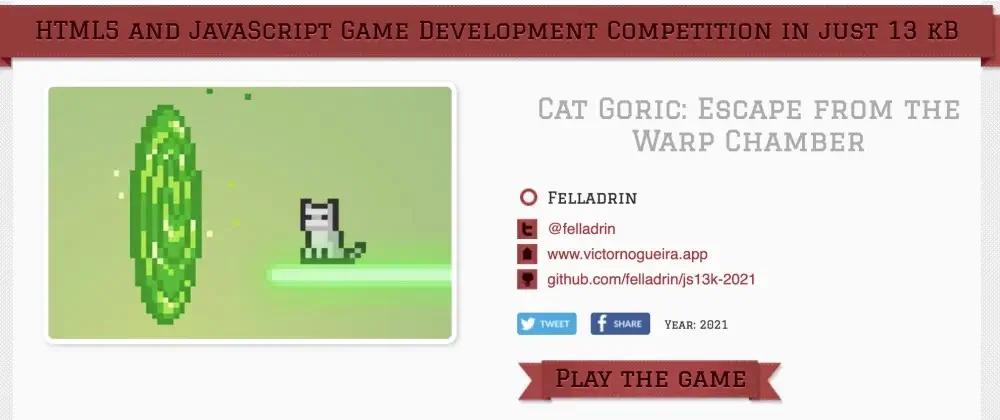 HTML5 and JavaScript Game Development Competition in just 13 kB
Cat Goric: Escape from the
Warp Chamber
Felladrin
@felladrin
www.victornogueira.app
github.com/felladrin/js13k-2021
TWEET
SHARE
Year: 2021
Play the game